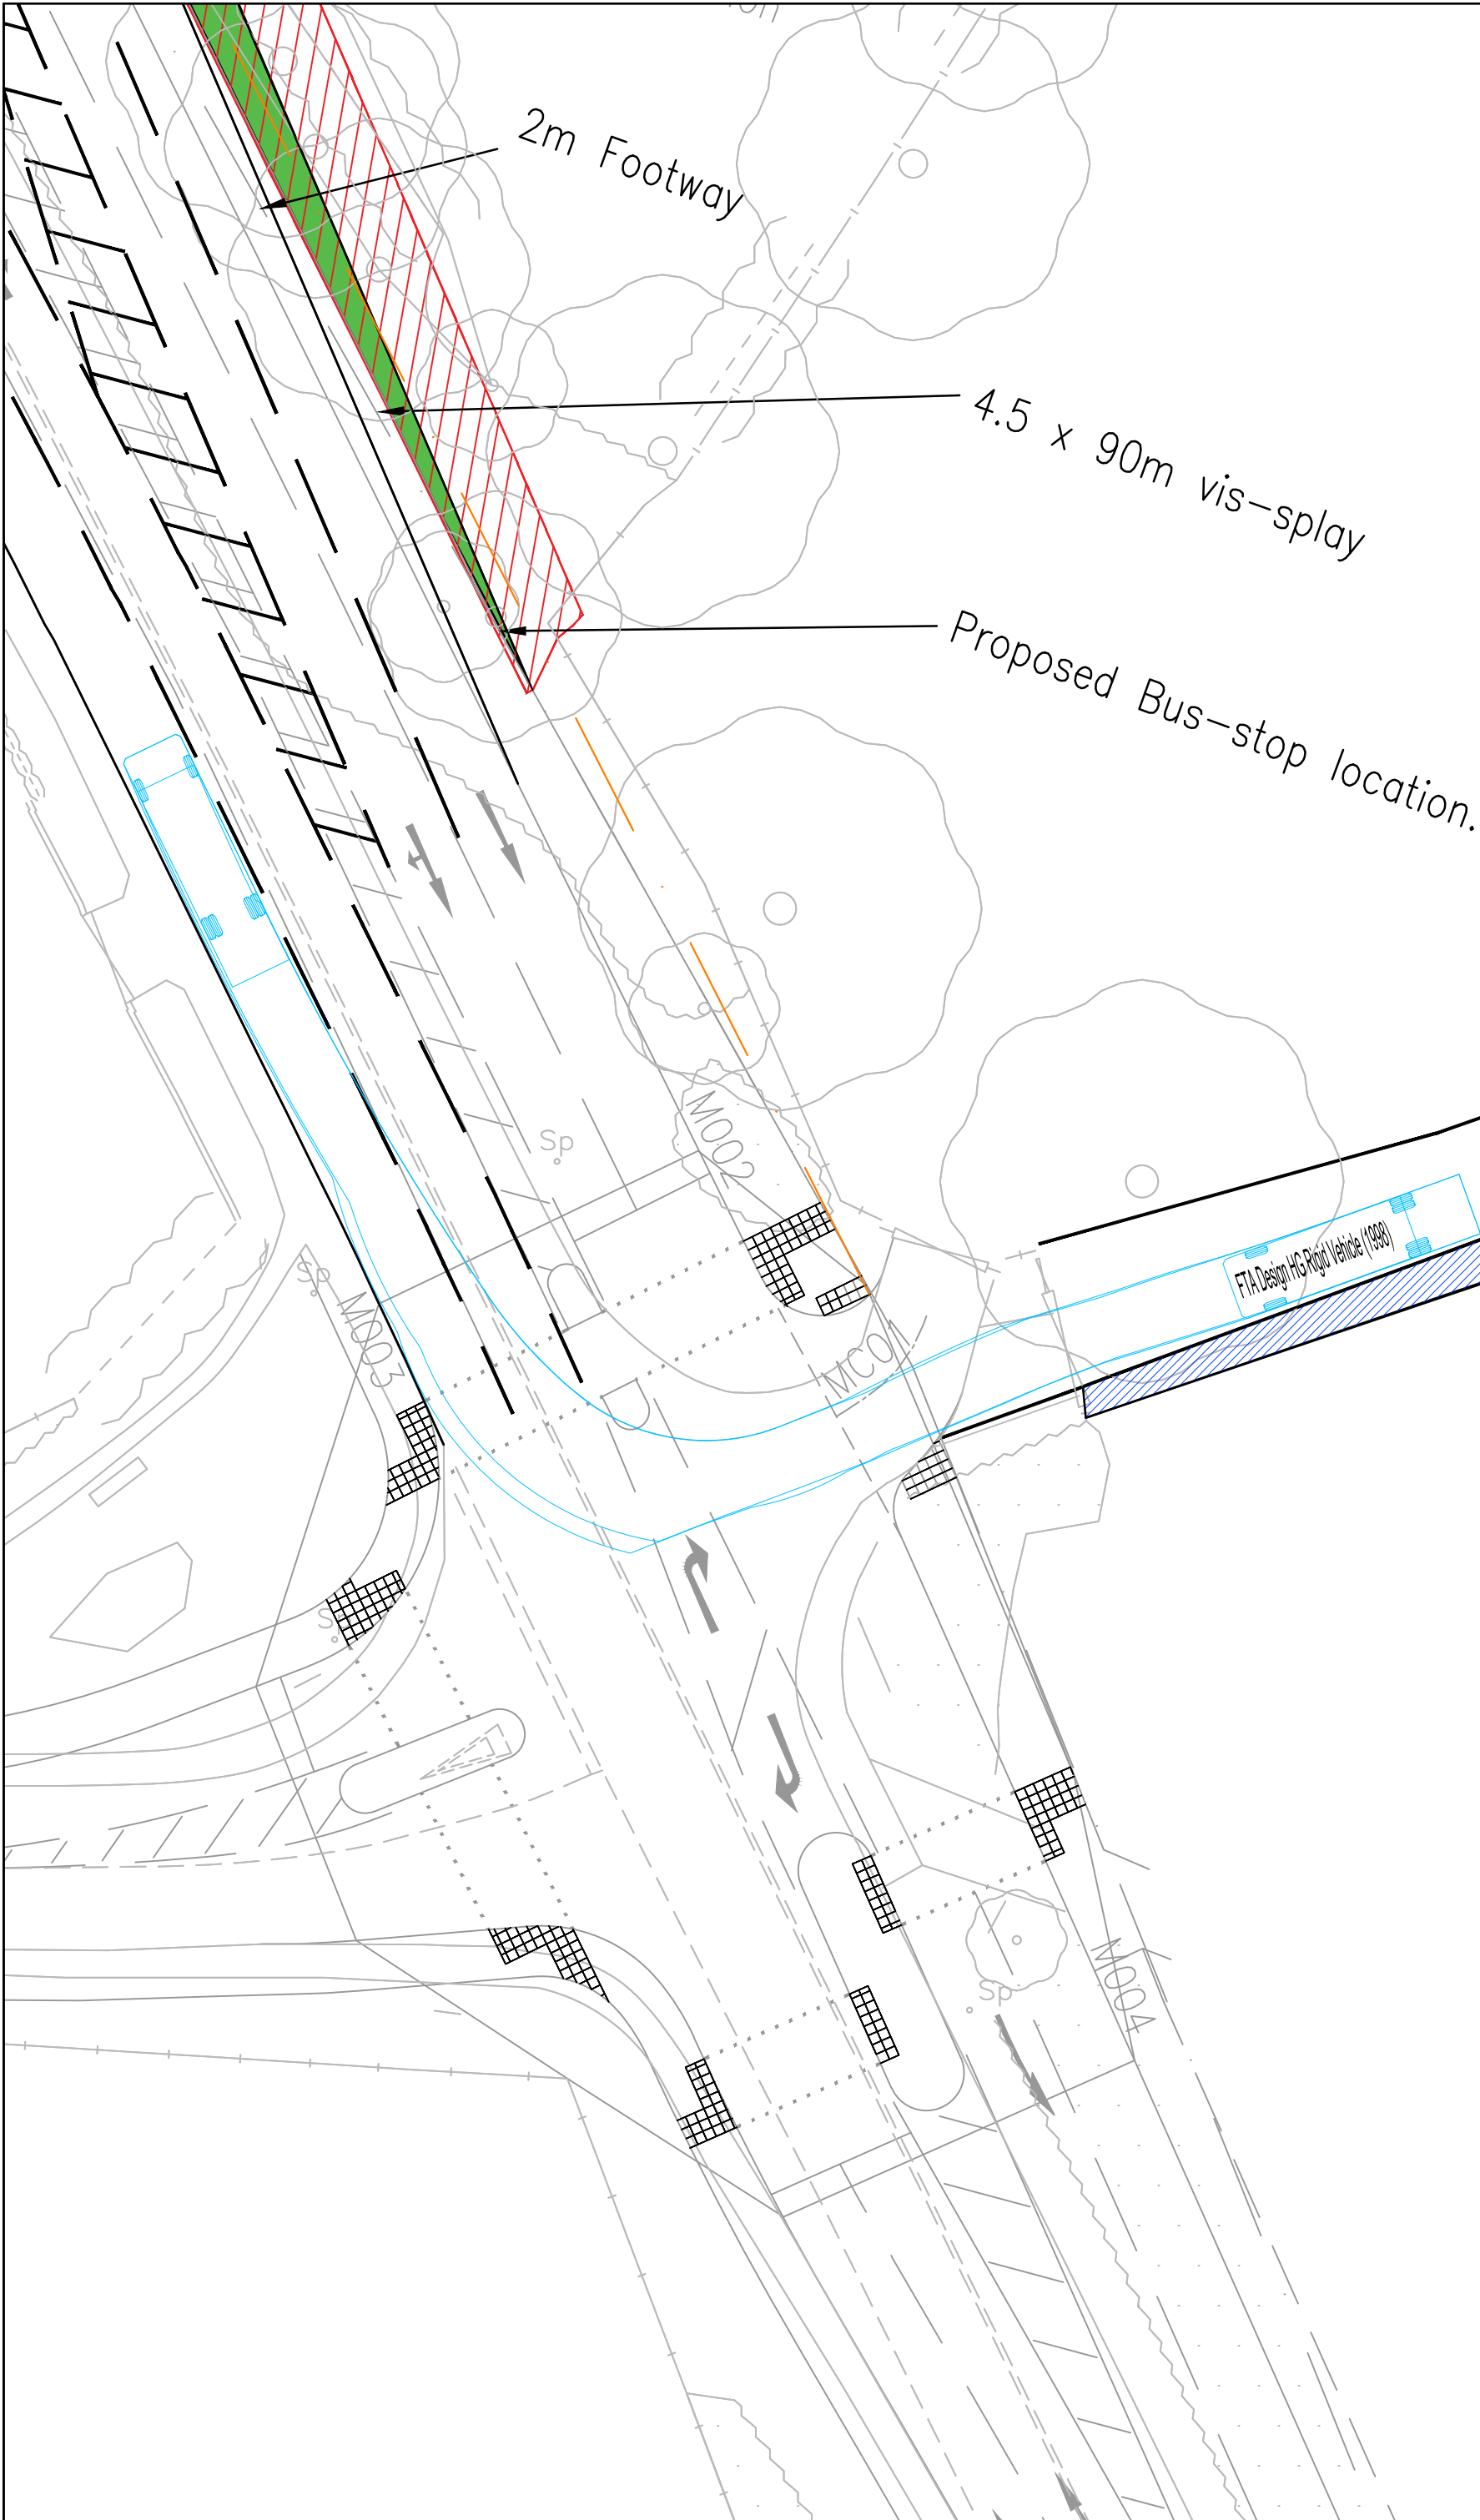 2m Footway
4.5 x 90m vis-splay
Proposed Bus-stop location.
M002
Sp
Sp
M003
FTA Design HG Rigid Vehicle (1998)
MC01
Sp
Sp
M004